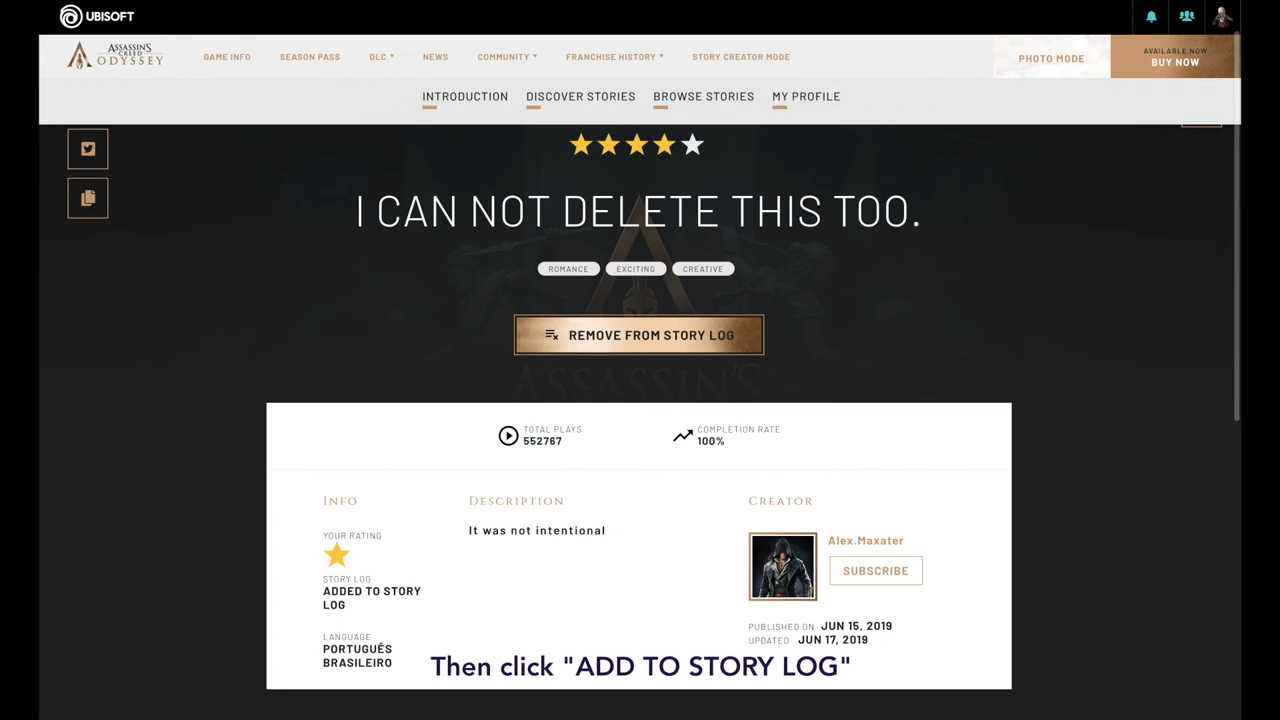 UBISOFT
ASSASSIN'S
CREED
ODYSSEY
GAME INFO
SEASON PASS
DLC
NEWS
COMMUNITY
FRANCHISE HISTORY
STORY CREATOR MODE
PHOTO MODE
AVAILABLE NOW
BUY NOW
INTRODUCTION
DISCOVER STORIES
BROWSE STORIES
MY PROFILE
I CAN NOT DELETE THIS TOO.
ROMANCE
EXCITING
CREATIVE
REMOVE FROM STORY LOG
ASSASSIN'S
TOTAL PLAYS
552767
COMPLETION RATE
100%
INFO
YOUR RATING
STORY LOG
ADDED TO STORY
LOG
LANGUAGE
PORTUGUÊS
BRASILEIRO
DESCRIPTION
It was not intentional
CREATOR
Alex.Maxater
SUBSCRIBE
PUBLISHED ON JUN 15, 2019
UPDATED JUN 17, 2019
Then click "ADD TO STORY LOG"